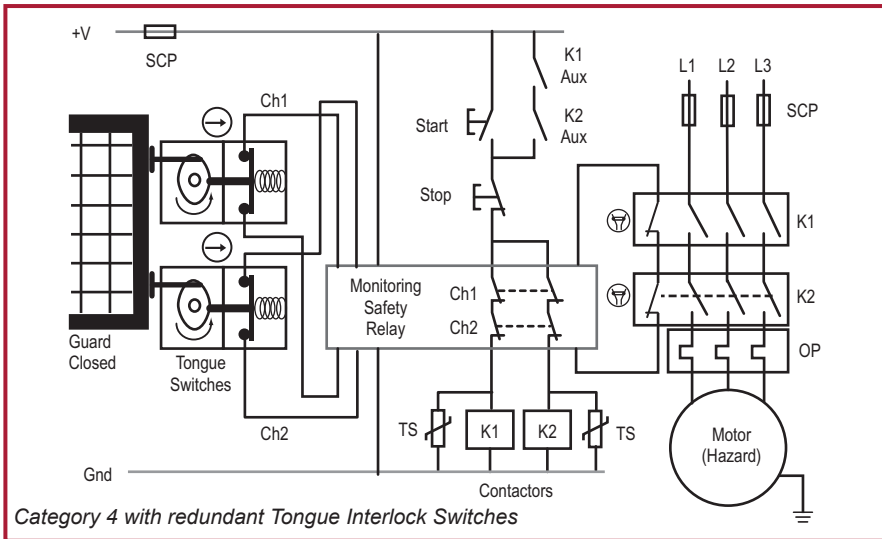 +V
SCP
Ch1
Start
K1
Aux
K2
Aux
Stop
L1 L2 L3
SCP
K1
K2
OP
Monitoring
Safety
Relay
Ch1
Ch2
Guard
Closed
Tongue
Switches
Ch2
TS
K1
K2
TS
Motor
(Hazard)
Gnd
Contactors
Category 4 with redundant Tongue Interlock Switches